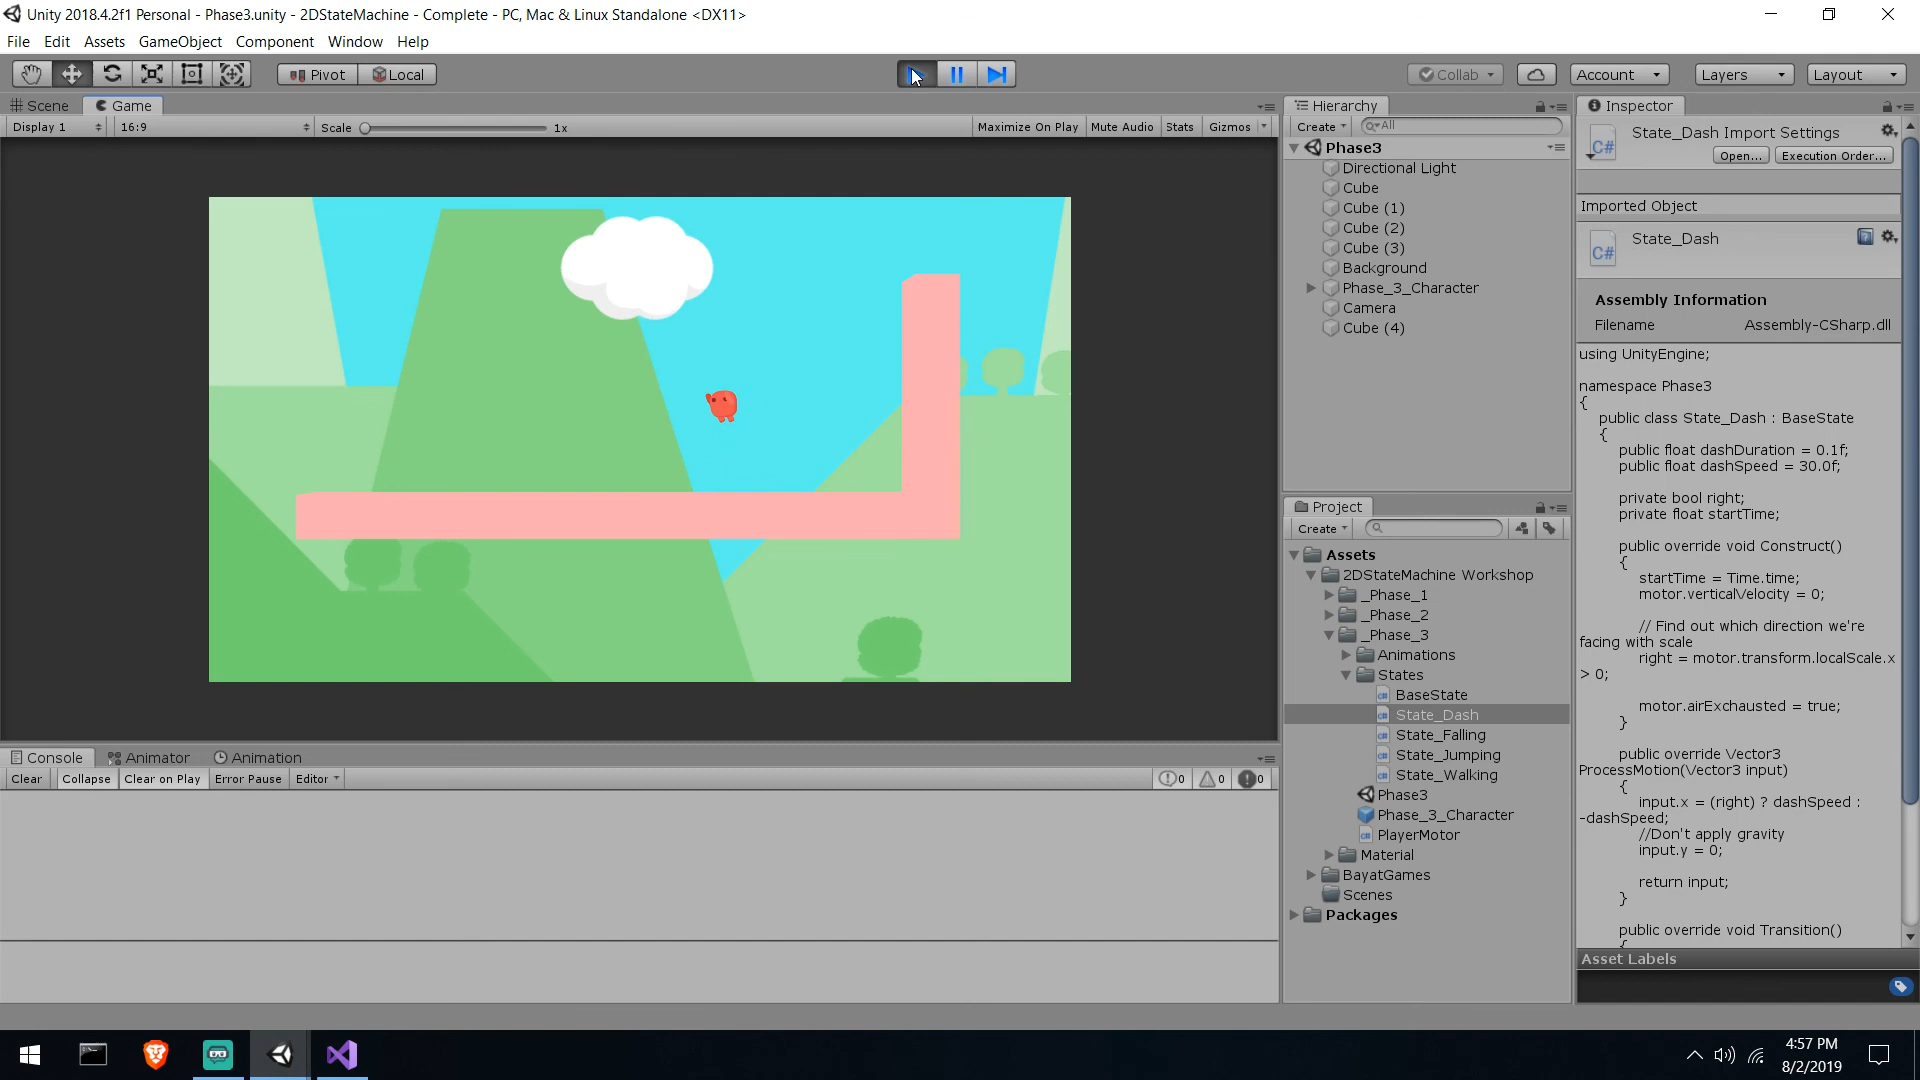 Unity 2018.4.2f1 Personal - Phase3.unity - 2DStateMachine - Complete - PC, Mac & Linux Standalone <DX11>
File Edit Assets GameObject Component Window Help
Pivot Local Collab Account Layers Layout
Scene Game
Display 1 16:9 Scale 1x Maximize On Play Mute Audio Stats Gizmos
Hierarchy
Create All
Phase3
Directional Light
Cube
Cube (1)
Cube (2)
Cube (3)
Background
Phase_3_Character
Camera
Cube (4)
Project
Create
Assets
2DStateMachine Workshop
_Phase_1
_Phase_2
_Phase_3
Animations
States
BaseState
State_Dash
State_Falling
State_Jumping
State_Walking
Phase3
Phase_3_Character
PlayerMotor
Material
BayatGames
Scenes
Packages
Inspector
C#
State_Dash Import Settings
Open... Execution Order...
Imported Object
C#
State_Dash
Assembly Information
Filename Assembly-CSharp.dll
using UnityEngine;
namespace Phase3
{
public class State_Dash : BaseState
{
public float dashDuration = 0.1f;
public float dashSpeed = 30.0f;
private bool right;
private float startTime;
public override void Construct()
{
startTime = Time.time;
motor.verticalVelocity = 0;
// Find out which direction we're
facing with scale
right = motor.transform.localScale.x
> 0;
motor.airExchausted = true;
}
public override Vector3
ProcessMotion(Vector3 input)
{
input.x = (right) ? dashSpeed :
-dashSpeed;
//Don't apply gravity
input.y = 0;
return input;
}
public override void Transition()
{
Asset Labels
Console Animator Animation
Clear Collapse Clear on Play Error Pause Editor 0 0 0
4:57 PM
8/2/2019